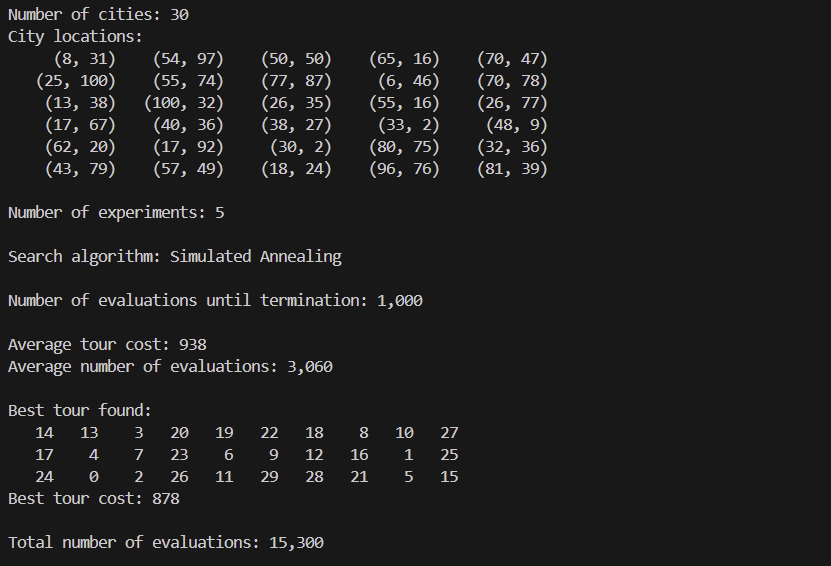 Number of cities: 30
City locations:
(8, 31) (54, 97) (50, 50) (65, 16) (70, 47)
(25, 100) (55, 74) (77, 87) (6, 46) (70, 78)
(13, 38) (100, 32) (26, 35) (55, 16) (26, 77)
(17, 67) (40, 36) (38, 27) (33, 2) (48, 9)
(62, 20) (17, 92) (30, 2) (80, 75) (32, 36)
(43, 79) (57, 49) (18, 24) (96, 76) (81, 39)
Number of experiments: 5
Search algorithm: Simulated Annealing
Number of evaluations until termination: 1,000
Average tour cost: 938
Average number of evaluations: 3,060
Best tour found:
14 13 3 20 19 22 18 8 10 27
17 4 7 23 6 9 12 16 1 25
24 0 2 26 11 29 28 21 5 15
Best tour cost: 878
Total number of evaluations: 15,300